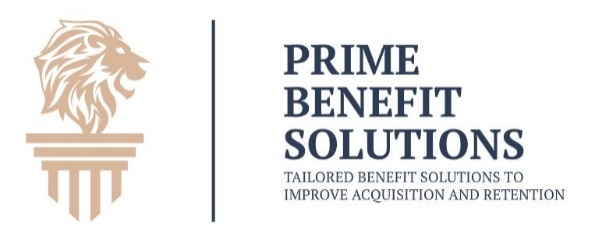 PRIME
BENEFIT
SOLUTIONS
TAILORED BENEFIT SOLUTIONS TO
IMPROVE ACQUISITION AND RETENTION